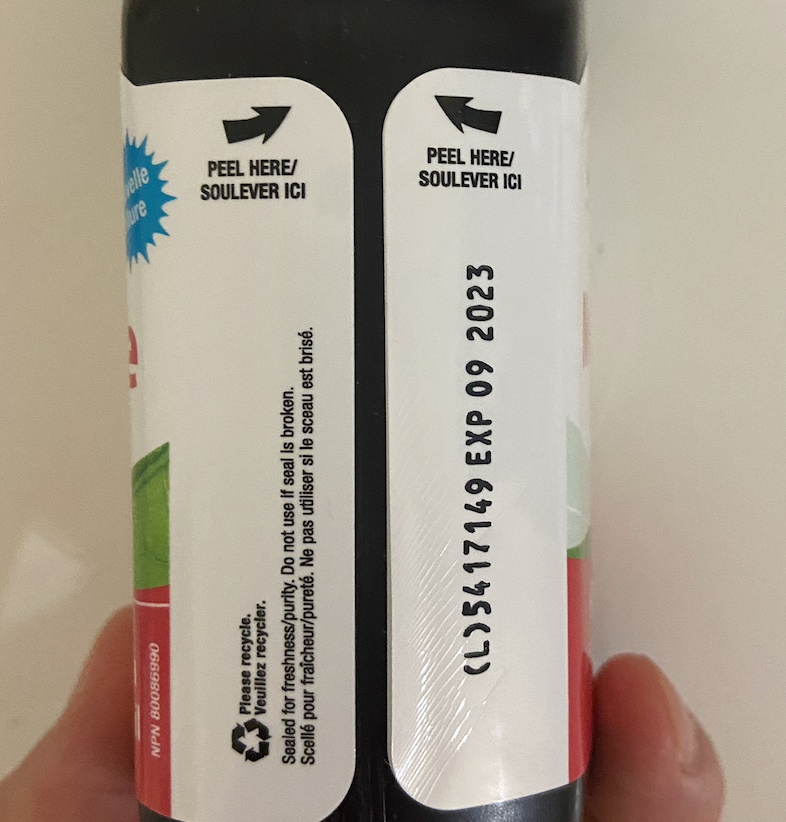 PEEL HERE/
SOULEVER ICI
Please recycle.
Veuillez recycler.
Sealed for freshness/purity. Do not use if seal is broken.
Scellé pour fraîcheur/pureté. Ne pas utiliser si le sceau est brisé.
NPN 80086990
PEEL HERE/
SOULEVER ICI
(L)5417149 EXP 09 2023